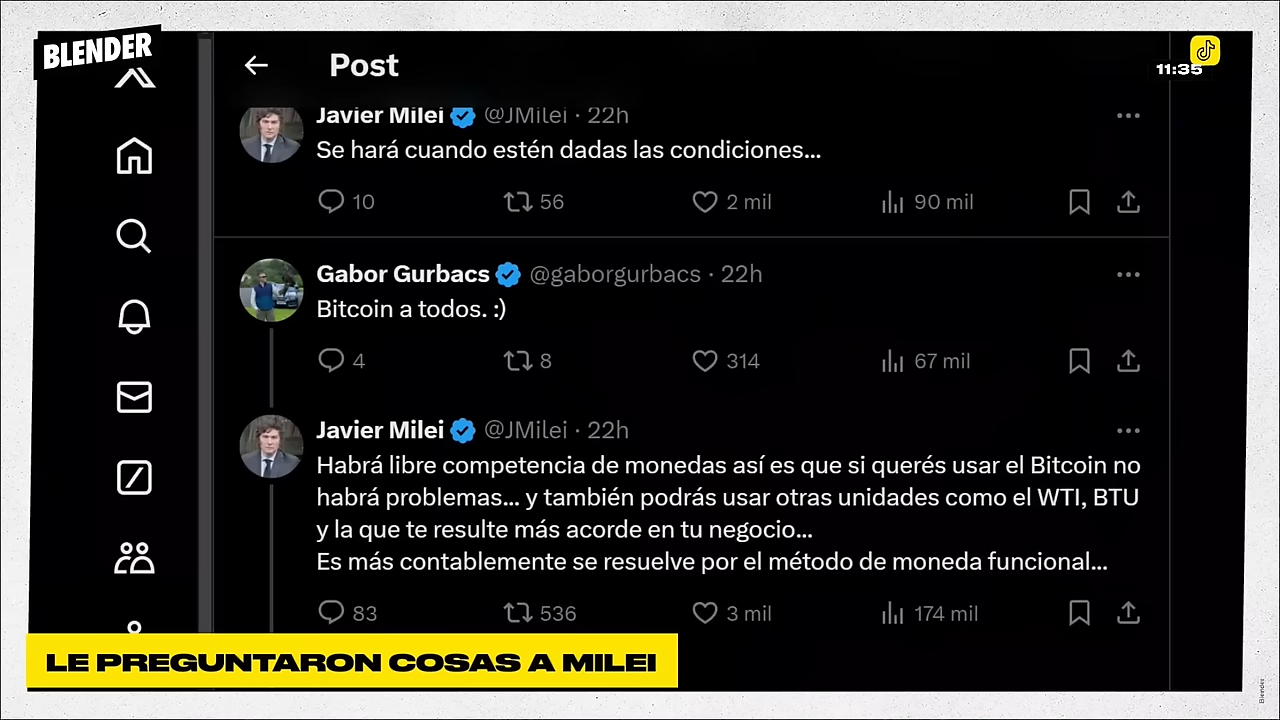 BLENDER
11:35
Post
Javier Milei @JMilei · 22h
Se hará cuando estén dadas las condiciones...
10 56 2 mil 90 mil
Gabor Gurbacs @gaborgurbacs · 22h
Bitcoin a todos. :)
4 8 314 67 mil
Javier Milei @JMilei · 22h
Habrá libre competencia de monedas así es que si querés usar el Bitcoin no
habrá problemas... y también podrás usar otras unidades como el WTI, BTU
y la que te resulte más acorde en tu negocio...
Es más contablemente se resuelve por el método de moneda funcional...
83 536 3 mil 174 mil
LE PREGUNTARON COSAS A MILEI
Blender